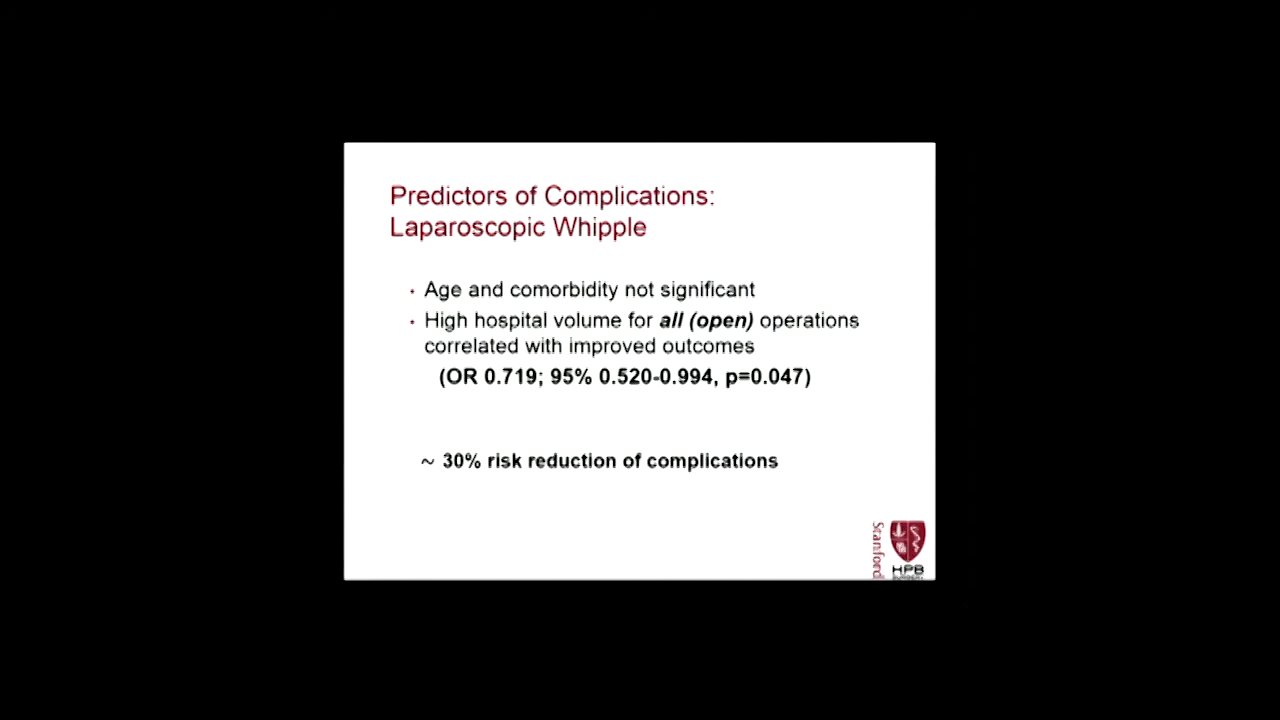 Predictors of Complications:
Laparoscopic Whipple
• Age and comorbidity not significant
• High hospital volume for all (open) operations
correlated with improved outcomes
(OR 0.719; 95% 0.520-0.994, p=0.047)
~ 30% risk reduction of complications
Stanford
HPB
SURGERY